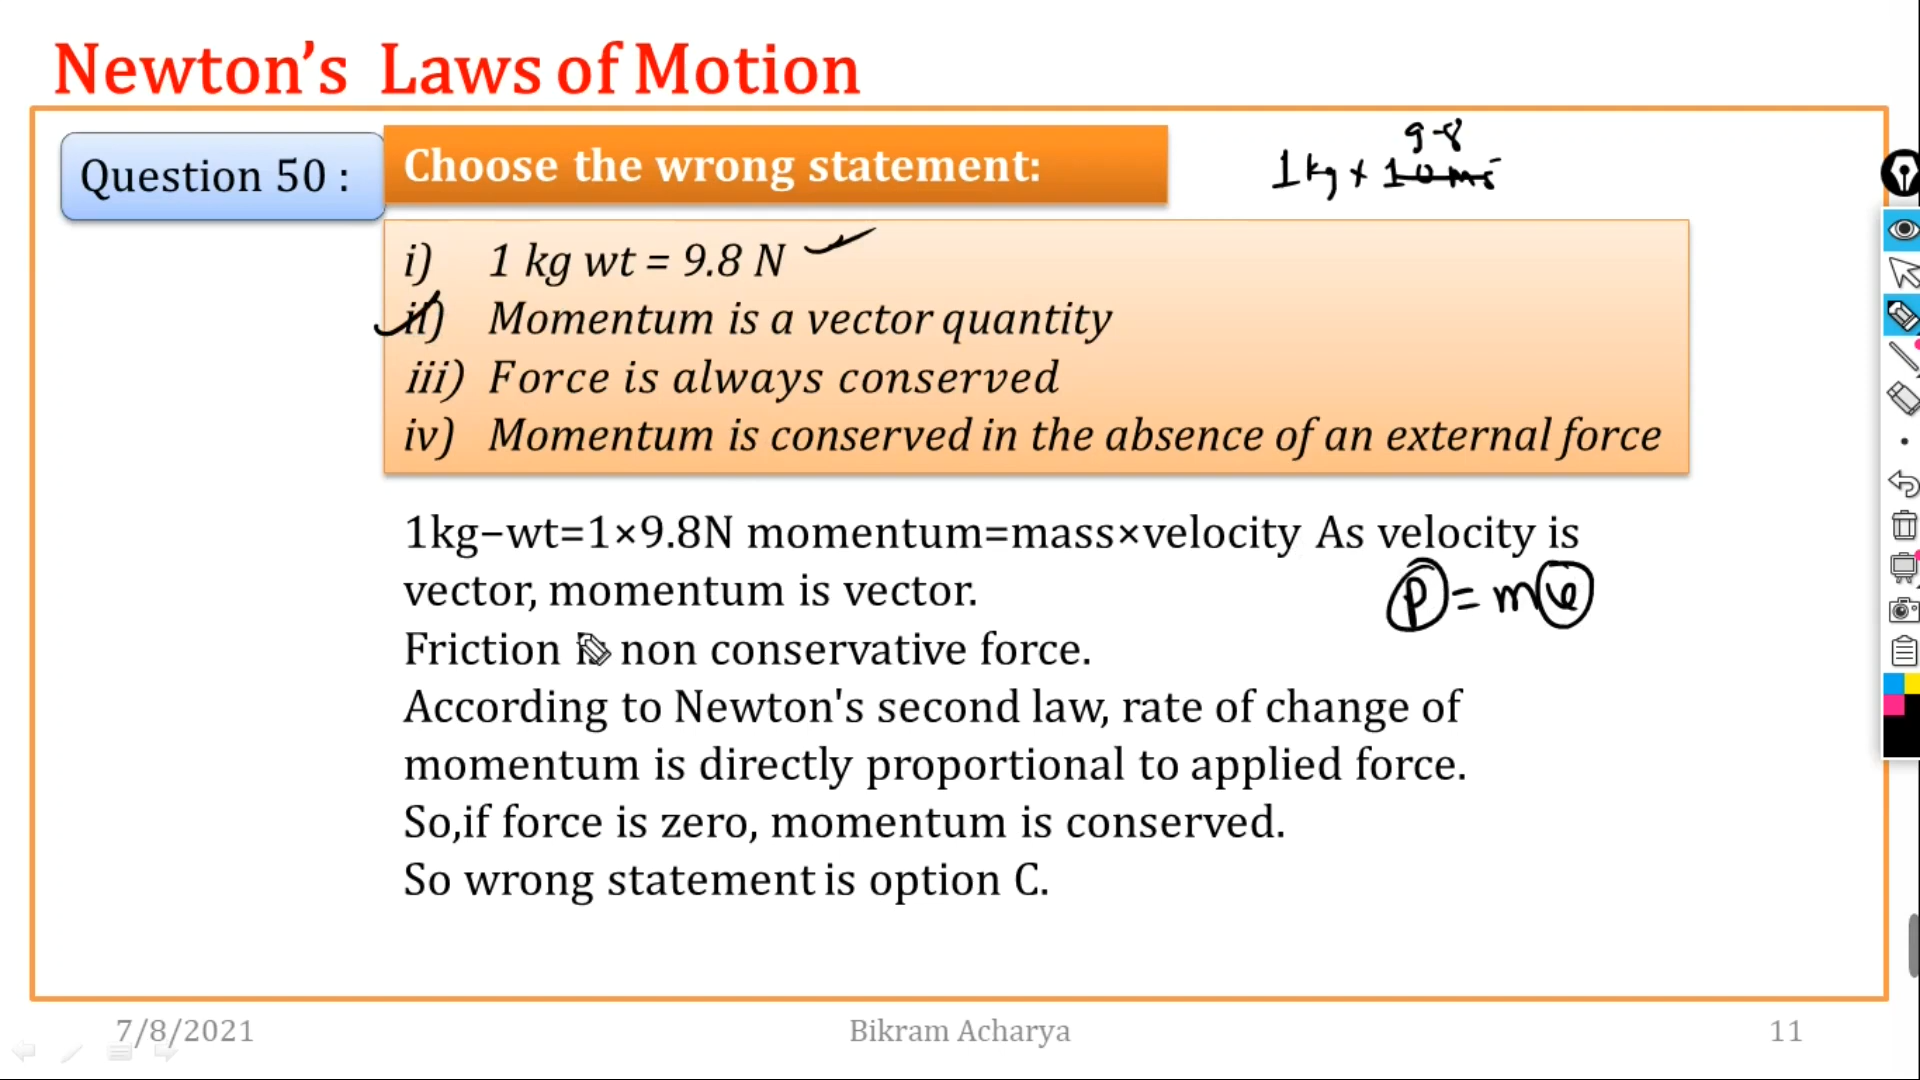 Newton's Laws of Motion
Question 50 :
Choose the wrong statement:
9.8
1kg × 10 ms⁻
i) 1 kg wt = 9.8 N
ii) Momentum is a vector quantity
iii) Force is always conserved
iv) Momentum is conserved in the absence of an external force
1kg−wt=1×9.8N momentum=mass×velocity As velocity is
vector, momentum is vector.
p = mv
Friction non conservative force.
According to Newton's second law, rate of change of
momentum is directly proportional to applied force.
So,if force is zero, momentum is conserved.
So wrong statement is option C.
7/8/2021
Bikram Acharya
11